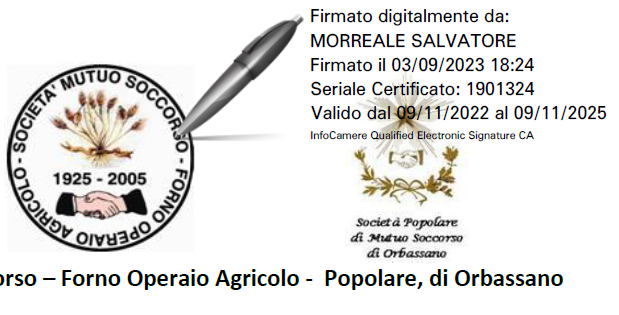 Firmato digitalmente da:
MORREALE SALVATORE
Firmato il 03/09/2023 18:24
Seriale Certificato: 1901324
Valido dal 09/11/2022 al 09/11/2025
InfoCamere Qualified Electronic Signature CA
SOCIETA' MUTUO SOCCORSO - FORNO OPERAIO AGRICOLO -
1925 - 2005
Società Popolare
di Mutuo Soccorso
di Orbassano
orso – Forno Operaio Agricolo - Popolare, di Orbassano